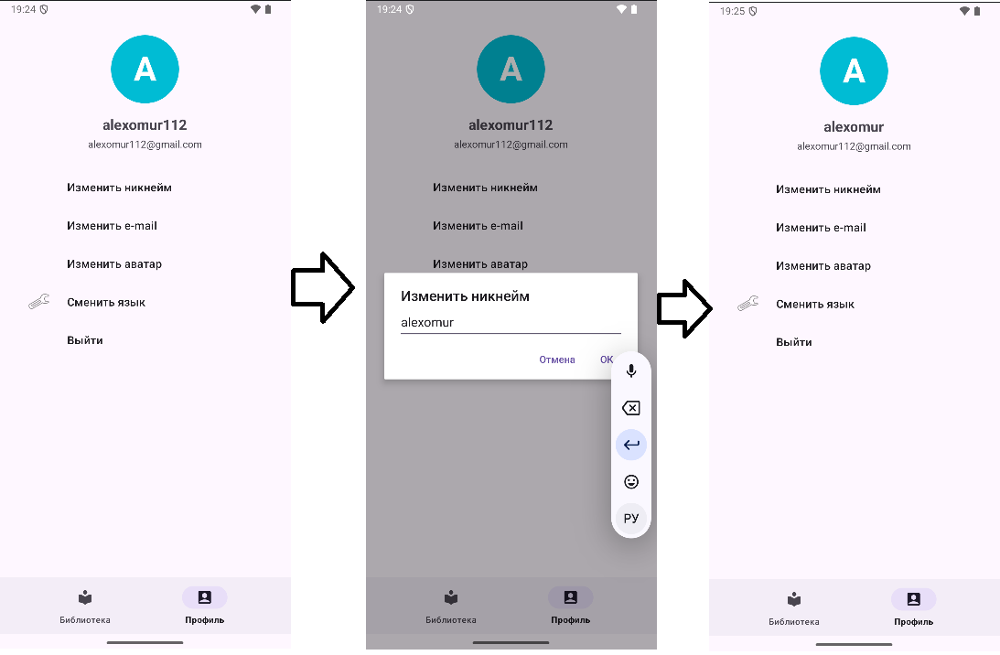 19:24
A
alexomur112
alexomur112@gmail.com
Изменить никнейм
Изменить e-mail
Изменить аватар
Сменить язык
Выйти
Библиотека
Профиль
19:24
A
alexomur112
alexomur112@gmail.com
Изменить никнейм
Изменить e-mail
Изменить аватар
Изменить никнейм
alexomur
Отмена
OK
РУ
Библиотека
Профиль
19:25
A
alexomur
alexomur112@gmail.com
Изменить никнейм
Изменить e-mail
Изменить аватар
Сменить язык
Выйти
Библиотека
Профиль